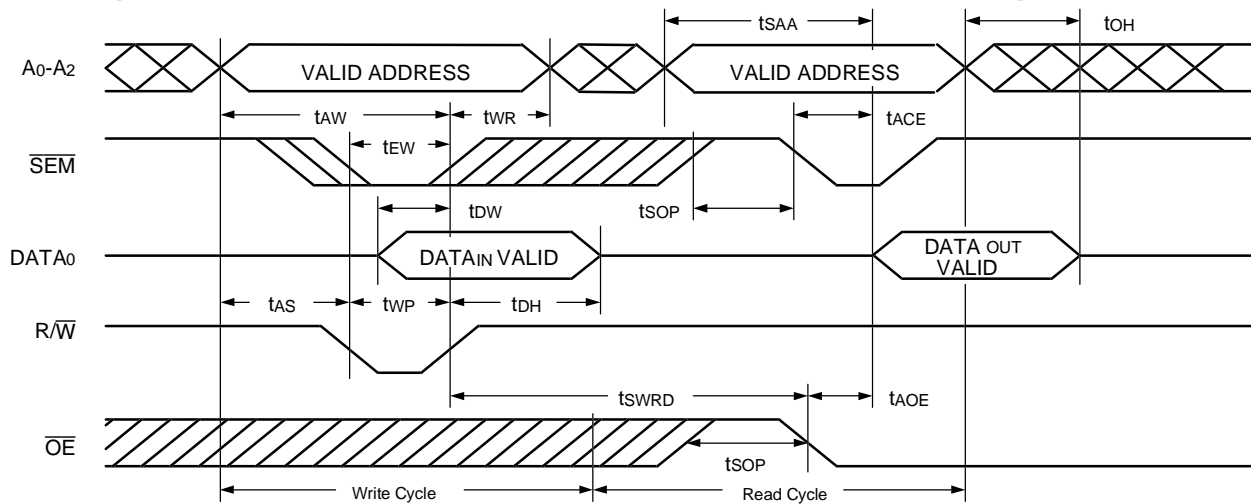 tSAA
tOH
A0-A2
VALID ADDRESS
VALID ADDRESS
tAW
tWR
tACE
tEW
SEM
tDW
tSOP
DATA0
DATAIN VALID
DATA OUT
VALID
tAS
tWP
tDH
R/W
tSWRD
tAOE
OE
tSOP
Write Cycle
Read Cycle